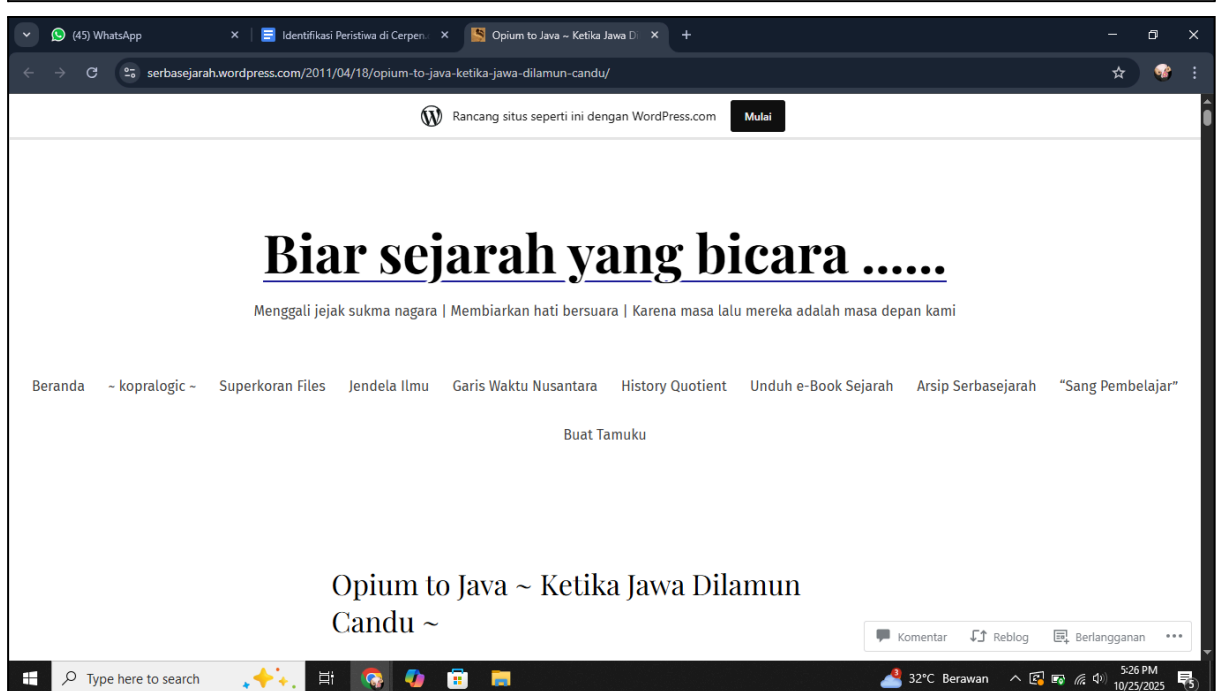 (45) WhatsApp
Identifikasi Peristiwa di Cerpen.
Opium to Java ~ Ketika Jawa Di
serbasejarah.wordpress.com/2011/04/18/opium-to-java-ketika-jawa-dilamun-candu/
Rancang situs seperti ini dengan WordPress.com
Mulai
Biar sejarah yang bicara ......
Menggali jejak sukma nagara | Membiarkan hati bersuara | Karena masa lalu mereka adalah masa depan kami
Beranda ~ kopralogic ~ Superkoran Files Jendela Ilmu Garis Waktu Nusantara History Quotient Unduh e-Book Sejarah Arsip Serbasejarah “Sang Pembelajar”
Buat Tamuku
Opium to Java ~ Ketika Jawa Dilamun
Candu ~
Komentar Reblog Berlangganan
Type here to search
32°C Berawan
5:26 PM
10/25/2025
5